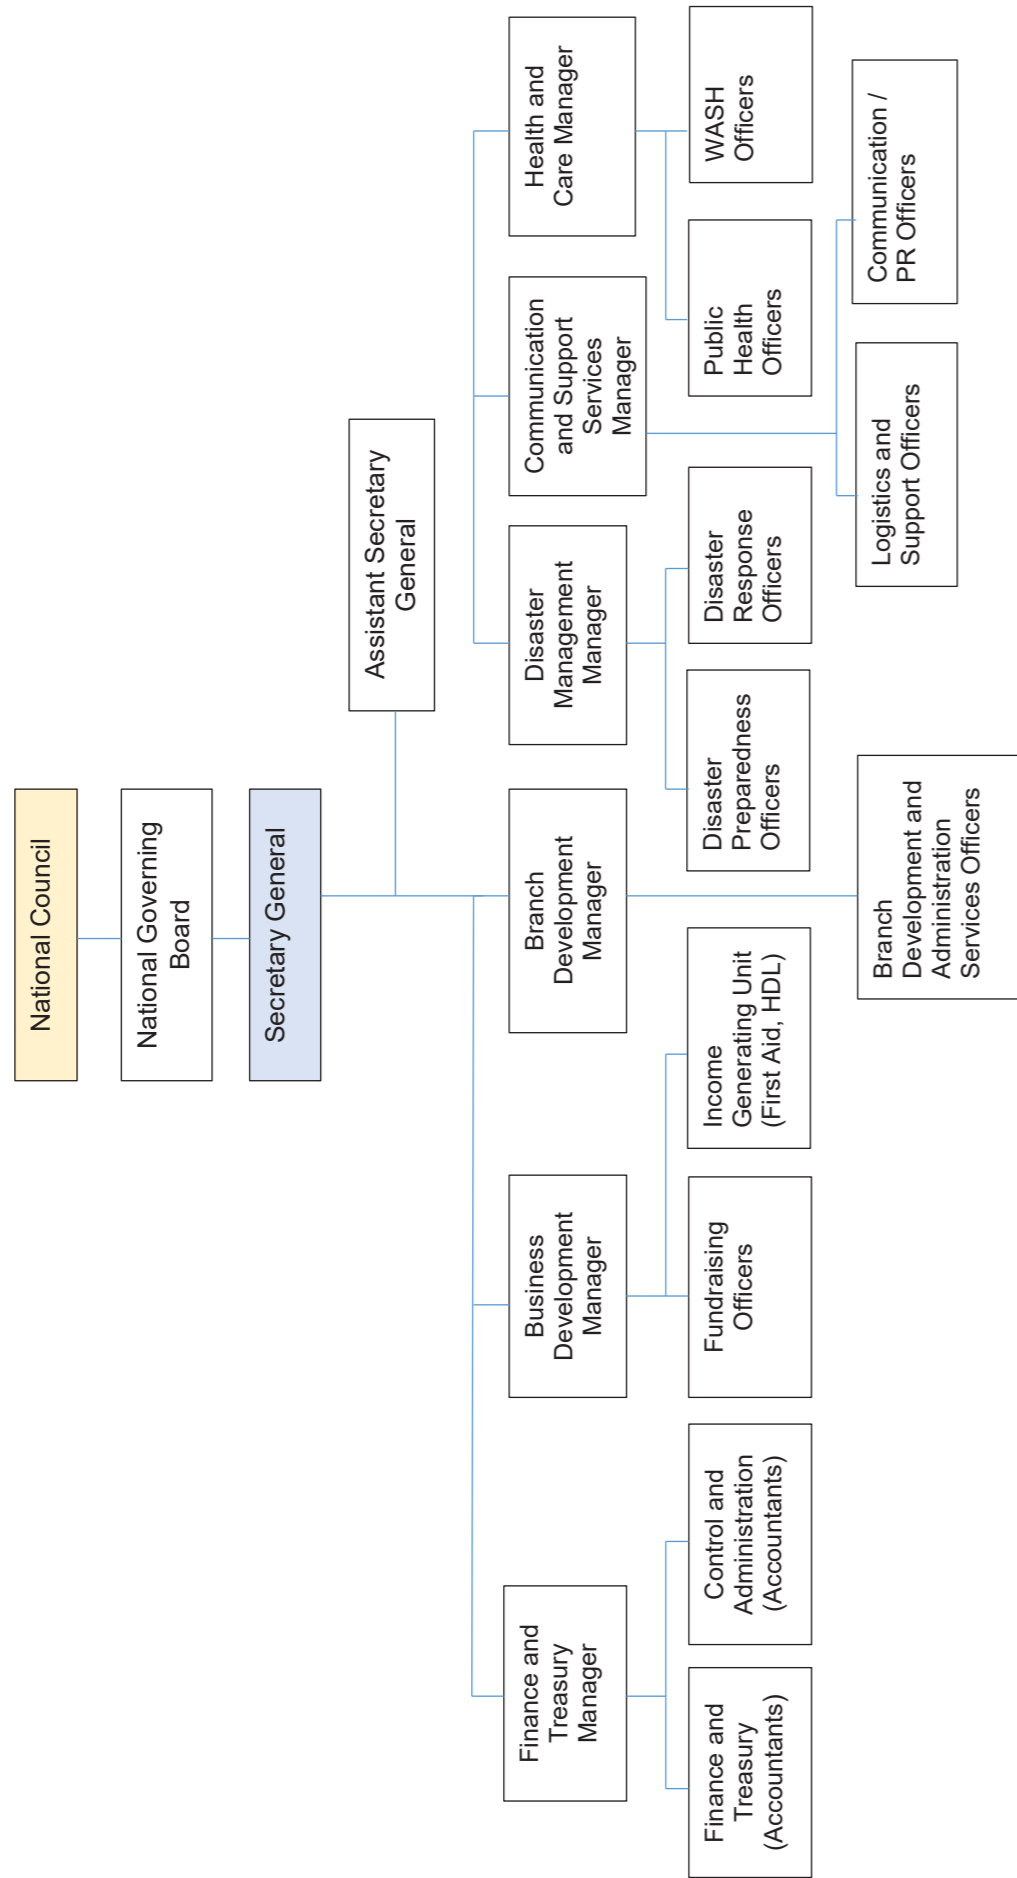 National Council
National Governing
Board
Secretary General
Assistant Secretary
General
Finance and
Treasury
Manager
Business
Development
Manager
Branch
Development
Manager
Disaster
Management
Manager
Communication
and Support
Services
Manager
Health and
Care Manager
Finance and
Treasury
(Accountants)
Control and
Administration
(Accountants)
Fundraising
Officers
Income
Generating Unit
(First Aid, HDL)
Disaster
Preparedness
Officers
Disaster
Response
Officers
Public
Health
Officers
WASH
Officers
Branch
Development and
Administration
Services Officers
Logistics and
Support Officers
Communication /
PR Officers